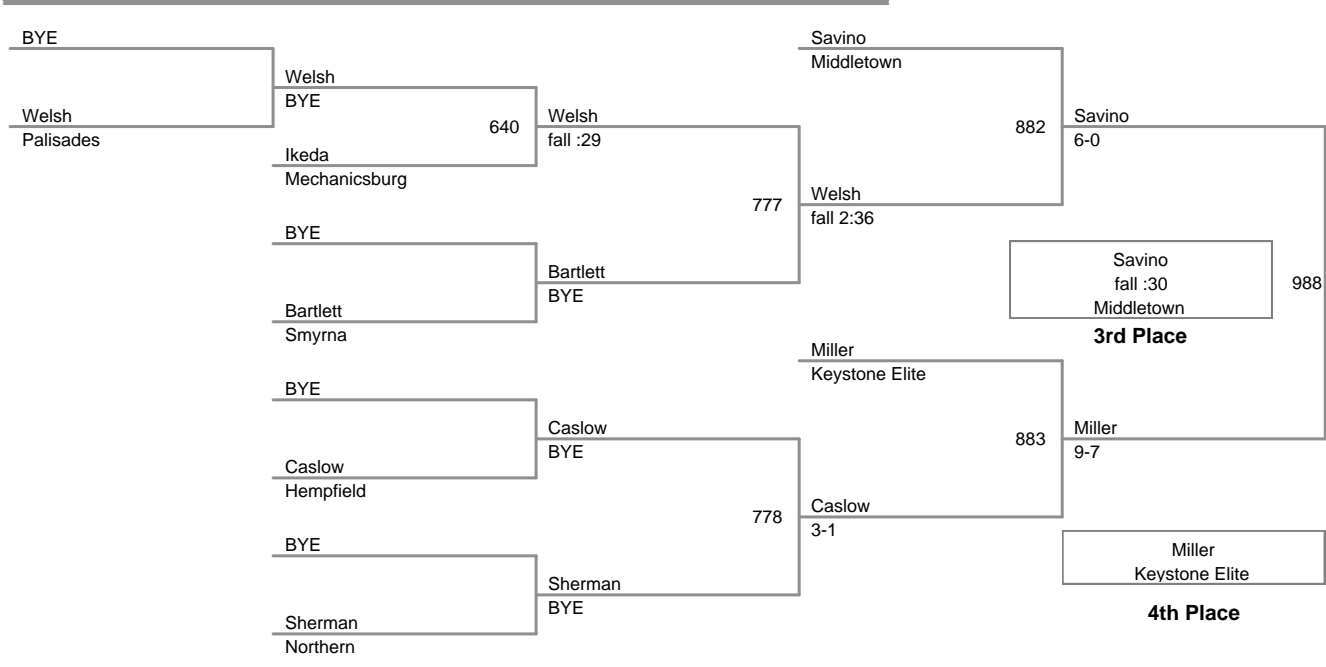 BYE
Savino
Middletown
Welsh
BYE
Welsh
Palisades
640
Welsh
fall :29
882
Savino
6-0
Ikeda
Mechanicsburg
777
Welsh
fall 2:36
BYE
Bartlett
BYE
Savino
fall :30
Middletown
988
3rd Place
Bartlett
Smyrna
Miller
Keystone Elite
BYE
Caslow
BYE
883
Miller
9-7
Caslow
Hempfield
778
Caslow
3-1
BYE
Miller
Keystone Elite
4th Place
Sherman
BYE
Sherman
Northern